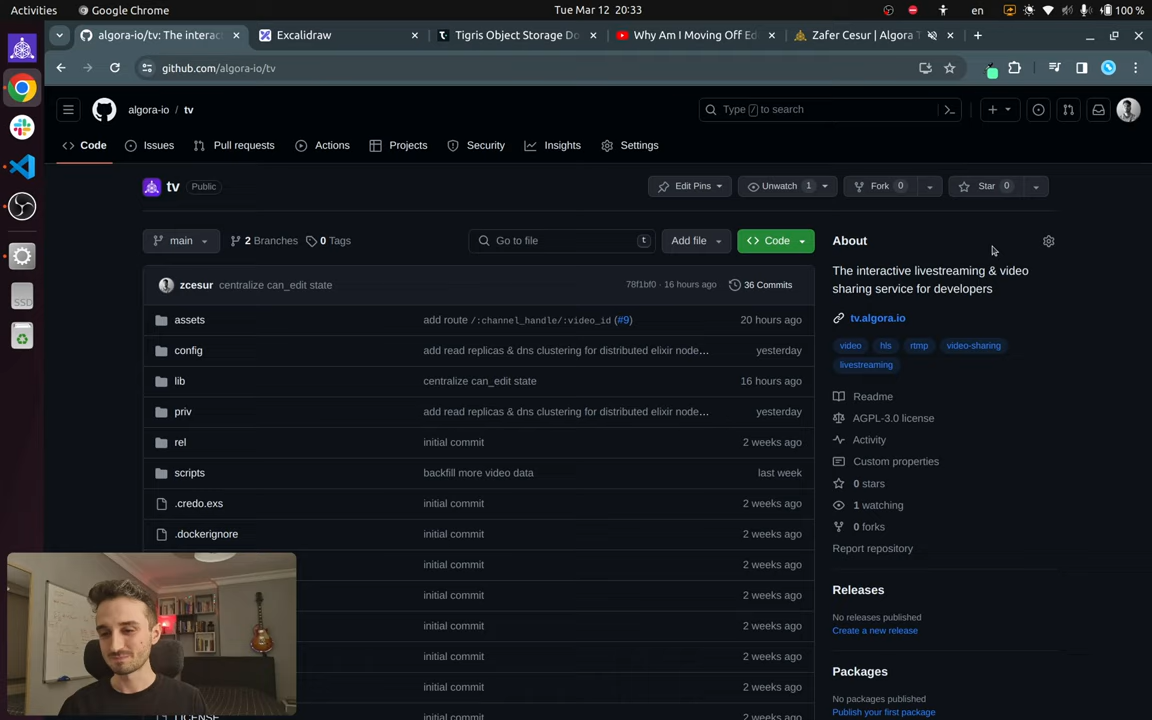 Activities
Google Chrome
Tue Mar 12 20:33
en
100 %
algora-io/tv: The interac
Excalidraw
Tigris Object Storage Do
Why Am I Moving Off Ed
Zafer Cesur | Algora T
github.com/algora-io/tv
algora-io / tv
Type / to search
Code
Issues
Pull requests
Actions
Projects
Security
Insights
Settings
tv
Public
Edit Pins
Unwatch 1
Fork 0
Star 0
main
2 Branches
0 Tags
Go to file
t
Add file
Code
About
The interactive livestreaming & video
sharing service for developers
tv.algora.io
video
hls
rtmp
video-sharing
livestreaming
Readme
AGPL-3.0 license
Activity
Custom properties
0 stars
1 watching
0 forks
Report repository
Releases
No releases published
Create a new release
Packages
No packages published
Publish your first package
zcesur centralize can_edit state 78f1bf0 · 16 hours ago 36 Commits
assets add route /:channel_handle/:video_id (#9) 20 hours ago
config add read replicas & dns clustering for distributed elixir node… yesterday
lib centralize can_edit state 16 hours ago
priv add read replicas & dns clustering for distributed elixir node… yesterday
rel initial commit 2 weeks ago
scripts backfill more video data last week
.credo.exs initial commit 2 weeks ago
.dockerignore initial commit 2 weeks ago
initial commit 2 weeks ago
initial commit 2 weeks ago
initial commit 2 weeks ago
initial commit 2 weeks ago
initial commit 2 weeks ago
LICENSE initial commit 2 weeks ago
SSD